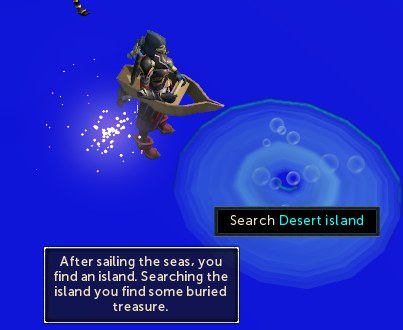 Search Desert island
After sailing the seas, you
find an island. Searching the
island you find some buried
treasure.